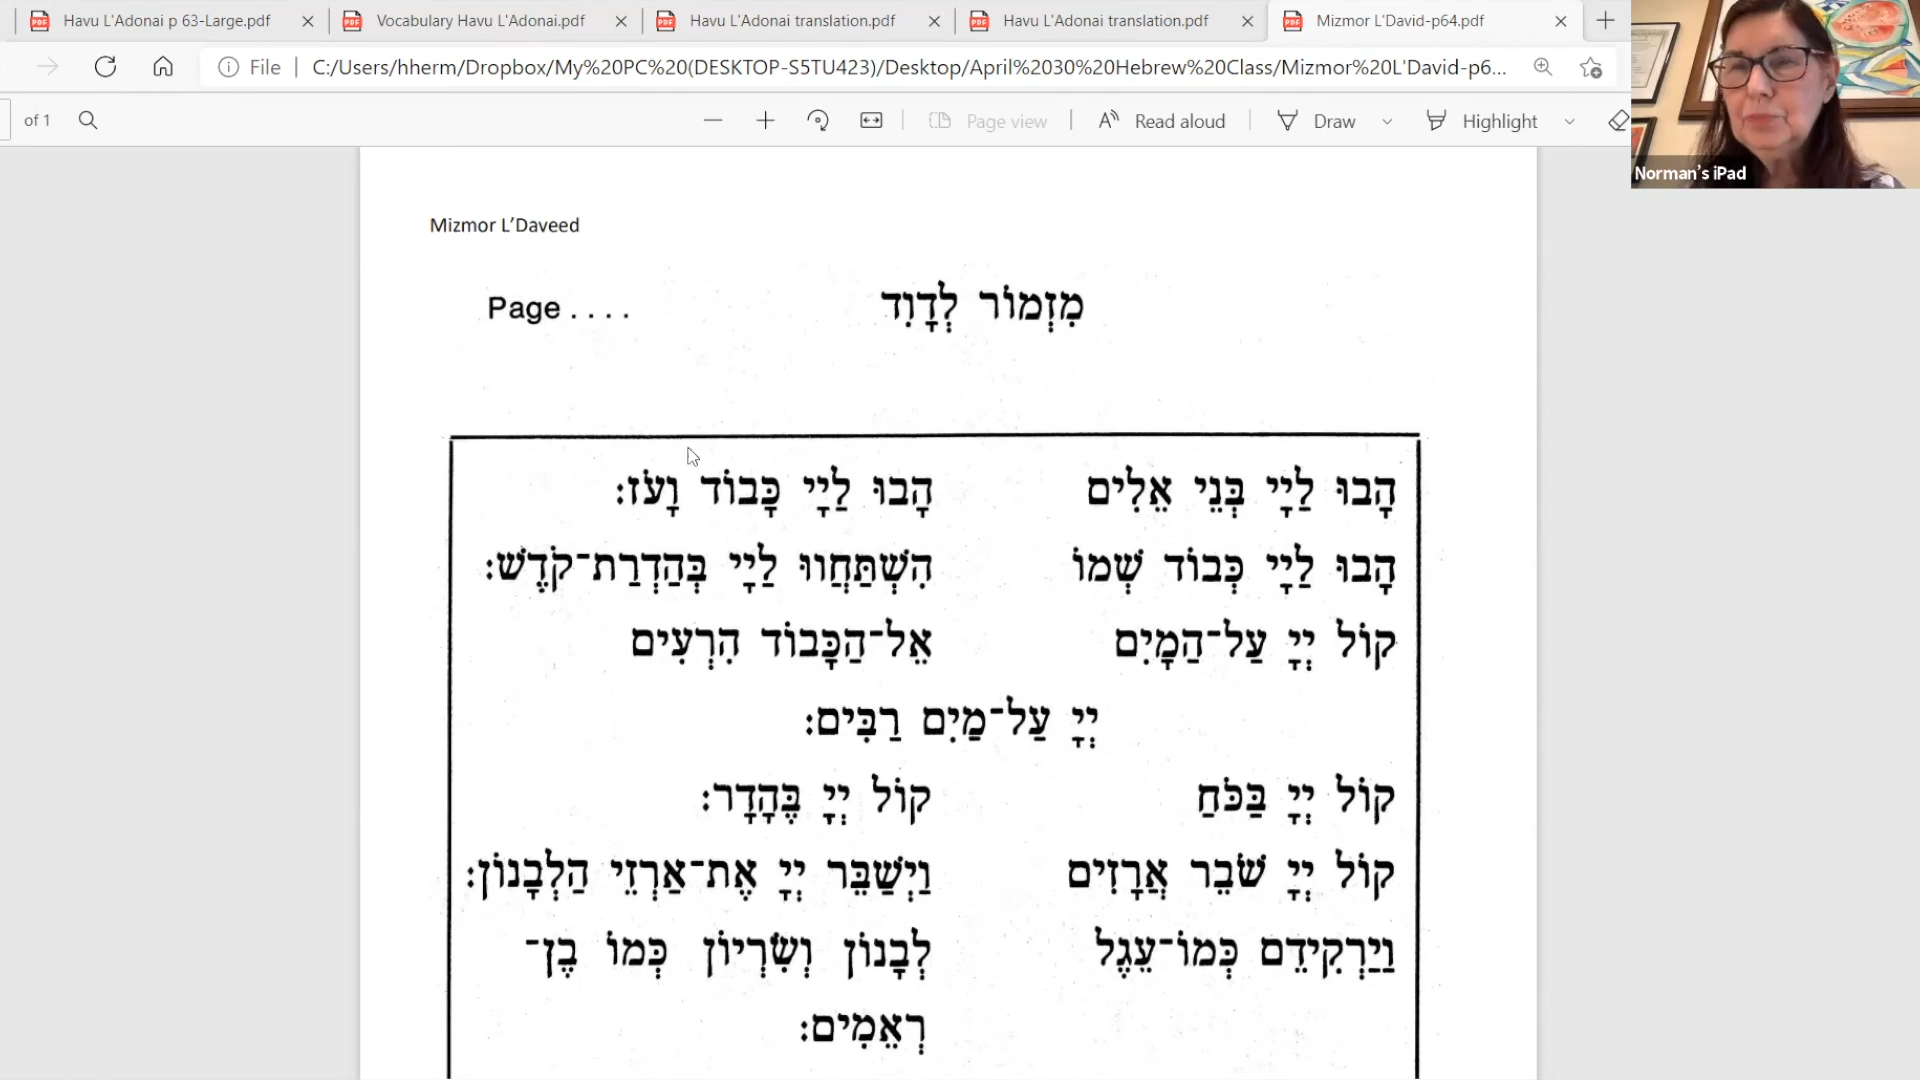 Havu L'Adonai p 63-Large.pdf
Vocabulary Havu L'Adonai.pdf
Havu L'Adonai translation.pdf
Havu L'Adonai translation.pdf
Mizmor L'David-p64.pdf
File | C:/Users/hherm/Dropbox/My%20PC%20(DESKTOP-S5TU423)/Desktop/April%2030%20Hebrew%20Class/Mizmor%20L'David-p6...
of 1
Page view
Read aloud
Draw
Highlight
Norman's iPad
Mizmor L'Daveed
Page . . . .
מִזְמוֹר לְדָוִד
הָבוּ לַיְיָ בְּנֵי אֵלִים הָבוּ לַיְיָ כָּבוֹד וָעֹז:
הָבוּ לַיְיָ כְּבוֹד שְׁמוֹ הִשְׁתַּחֲווּ לַיְיָ בְּהַדְרַת־קֹדֶשׁ:
קוֹל יְיָ עַל־הַמָּיִם אֵל־הַכָּבוֹד הִרְעִים
יְיָ עַל־מַיִם רַבִּים:
קוֹל יְיָ בַּכֹּחַ קוֹל יְיָ בֶּהָדָר:
קוֹל יְיָ שֹׁבֵר אֲרָזִים וַיְשַׁבֵּר יְיָ אֶת־אַרְזֵי הַלְּבָנוֹן:
וַיַּרְקִידֵם כְּמוֹ־עֵגֶל לְבָנוֹן וְשִׂרְיוֹן כְּמוֹ בֶן־
רְאֵמִים: